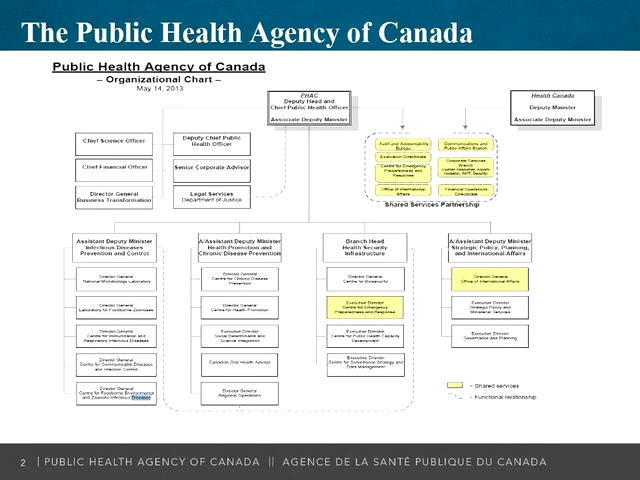 The Public Health Agency of Canada
Public Health Agency of Canada
– Organizational Chart –
May 14, 2013
PHAC
Deputy Head and
Chief Public Health Officer
Associate Deputy Minister
Health Canada
Deputy Minister
Associate Deputy Minister
Chief Science Officer
Deputy Chief Public
Health Officer
Chief Financial Officer
Senior Corporate Advisor
Director General
Business Transformation
Legal Services
Department of Justice
Audit and Accountability
Bureau
Evaluation Directorate
Centre for Emergency
Preparedness and
Response
Office of International
Affairs
Communications and
Public Affairs Branch
Corporate Services
Branch
Financial Operations
Directorate
Shared Services Partnership
Assistant Deputy Minister
Infectious Diseases
Prevention and Control
Director General
National Microbiology Laboratory
Director General
Laboratory for Foodborne Zoonoses
Director General
Centre for Immunization and
Respiratory Infectious Diseases
Director General
Centre for Communicable Diseases
and Infection Control
Director General
Centre for Foodborne Environmental
and Zoonotic Infectious Diseases
A/Assistant Deputy Minister
Health Promotion and
Chronic Disease Prevention
Director General
Centre for Chronic Disease
Prevention
Director General
Centre for Health Promotion
Executive Director
Social Determinants and
Science Integration
Canadian Oral Health Advisor
Director General
Regional Operations
Branch Head
Health Security
Infrastructure
Director General
Centre for Biosecurity
Executive Director
Centre for Emergency
Preparedness and Response
Executive Director
Centre for Public Health Capacity
Development
Executive Director
Centre for Surveillance Strategy and
Data Management
A/Assistant Deputy Minister
Strategic Policy, Planning,
and International Affairs
Director General
Office of International Affairs
Executive Director
Strategic Policy and
Ministerial Services
Executive Director
Governance and Planning
- Shared services
- Functional relationship
2 | PUBLIC HEALTH AGENCY OF CANADA || AGENCE DE LA SANTÉ PUBLIQUE DU CANADA